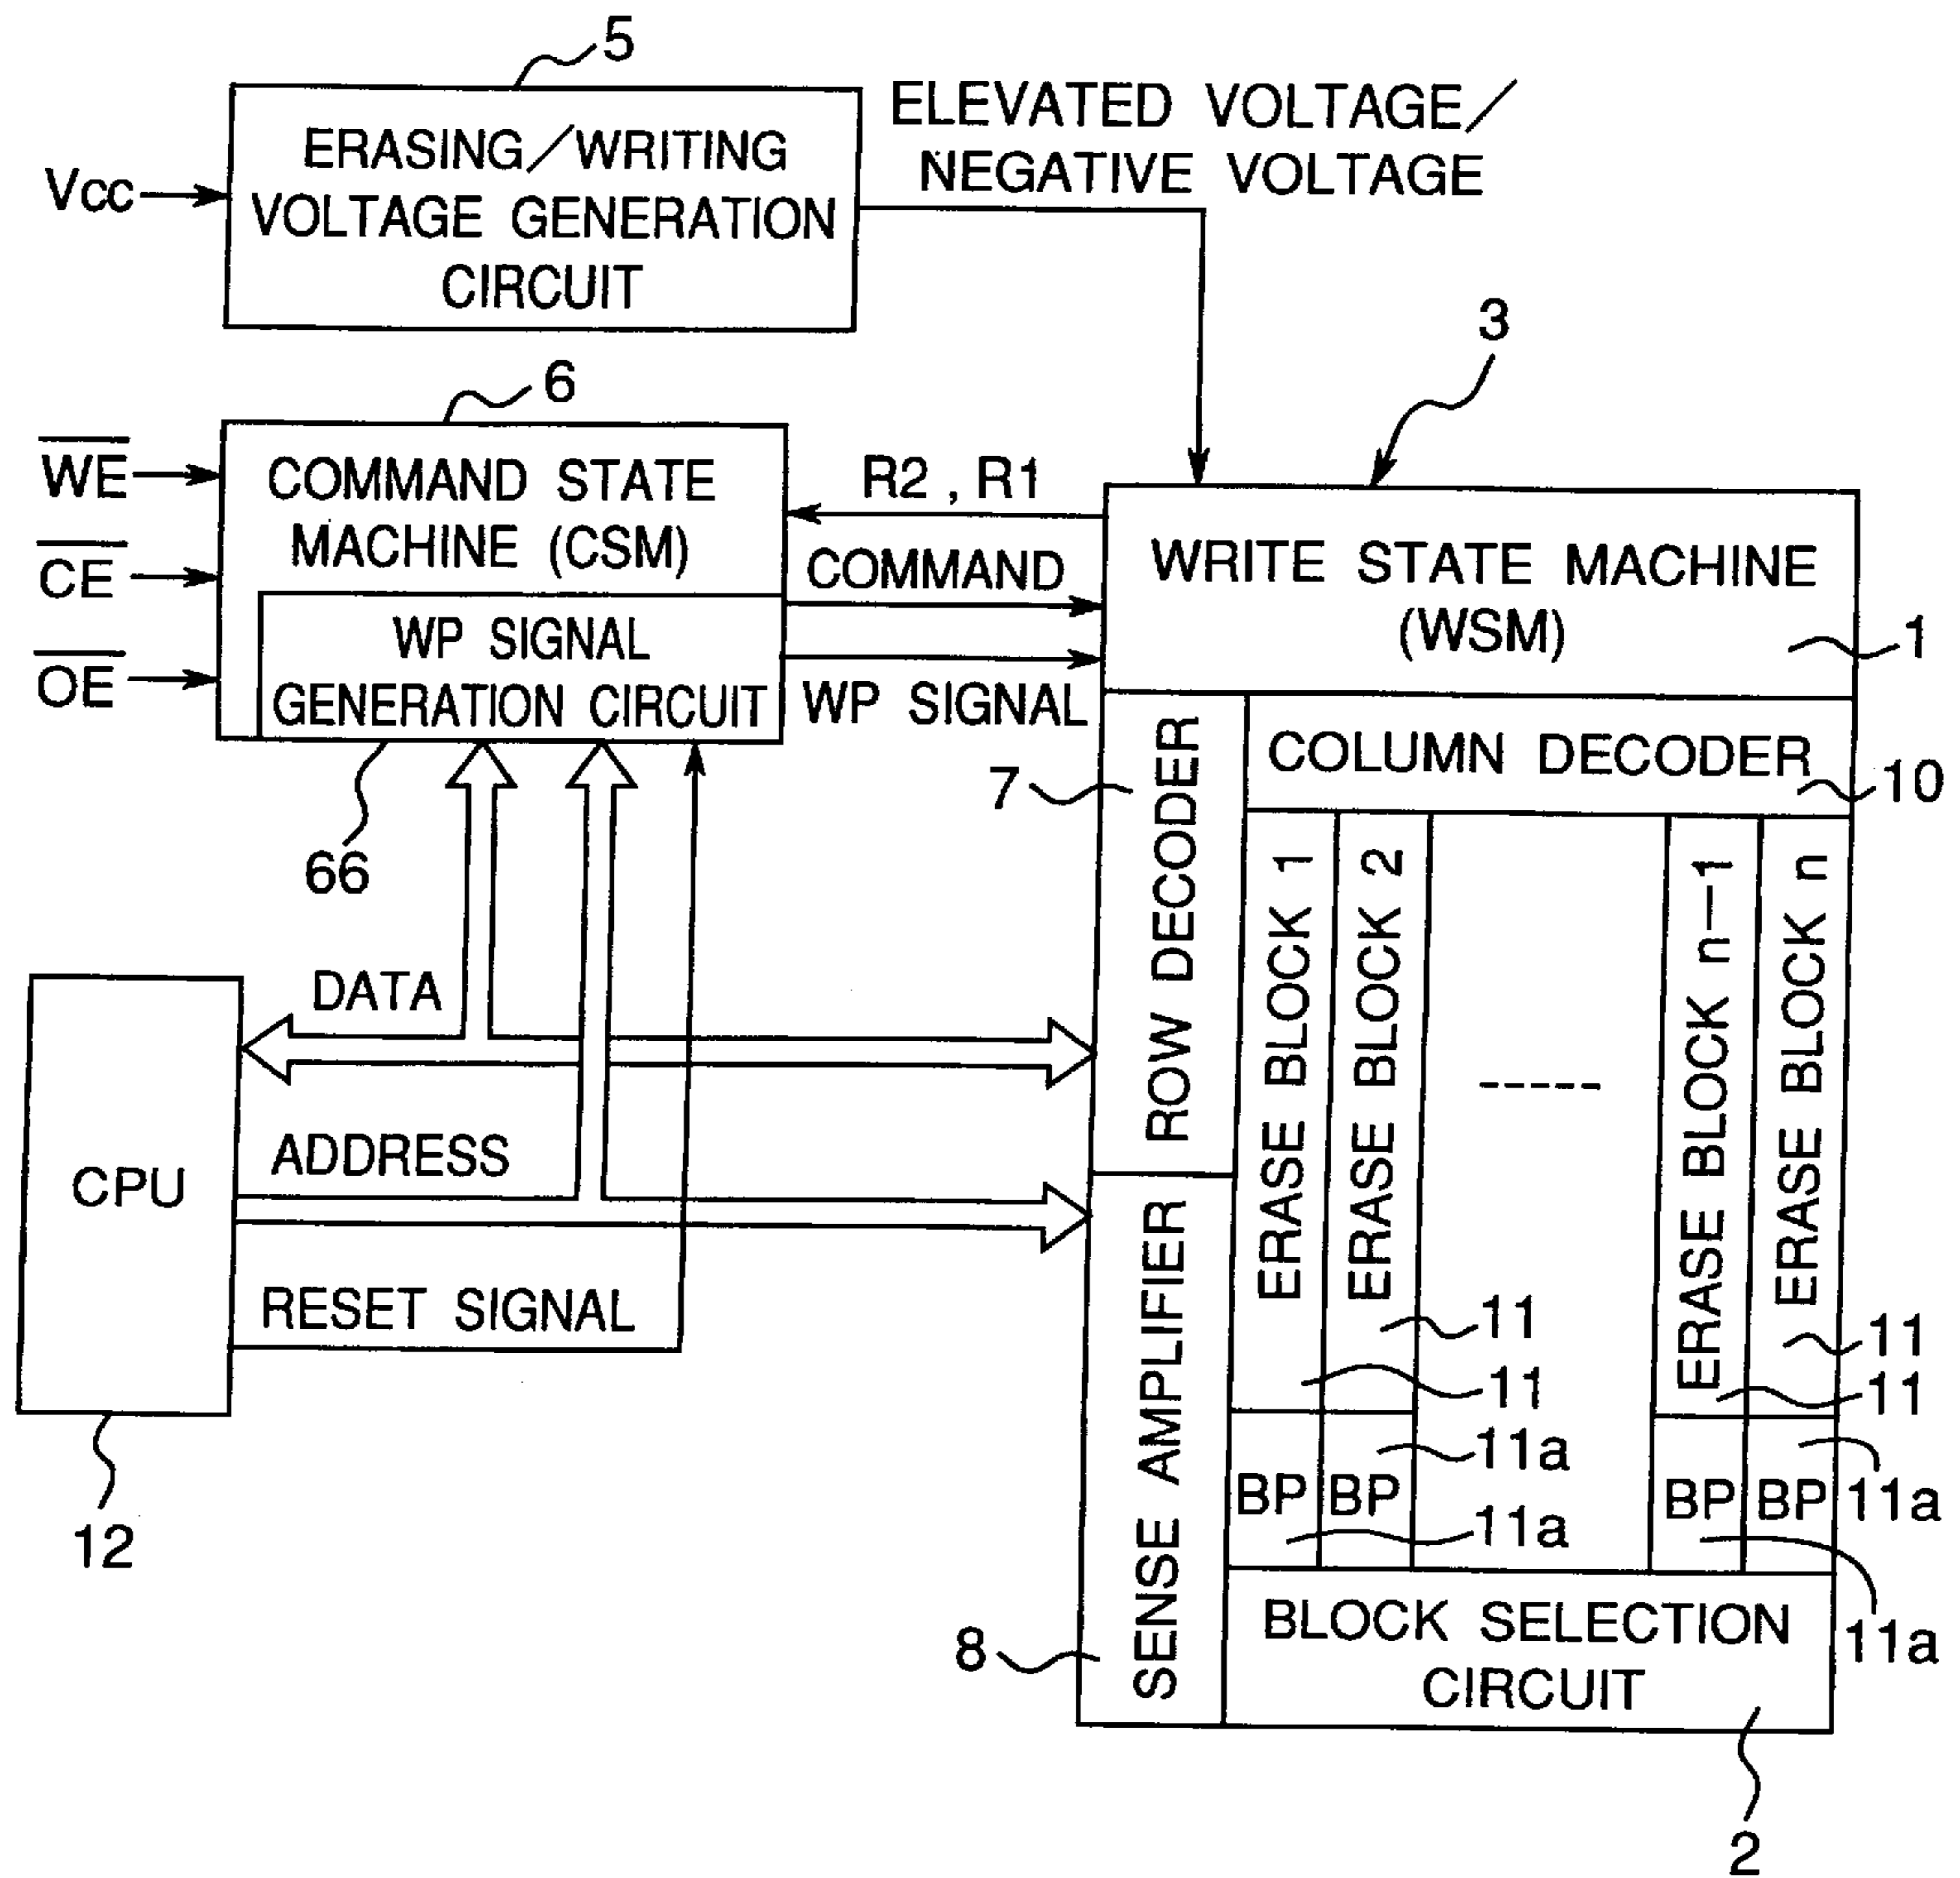 5
ERASING/WRITING
VOLTAGE GENERATION
CIRCUIT
Vcc
ELEVATED VOLTAGE/
NEGATIVE VOLTAGE
3
6
W̅E̅
C̅E̅
O̅E̅
COMMAND STATE
MACHINE (CSM)
WP SIGNAL
GENERATION CIRCUIT
66
R2, R1
COMMAND
WP SIGNAL
WRITE STATE MACHINE
(WSM)
1
7
ROW DECODER
COLUMN DECODER
10
ERASE BLOCK 1
ERASE BLOCK 2
-----
ERASE BLOCK n-1
ERASE BLOCK n
DATA
ADDRESS
RESET SIGNAL
CPU
12
SENSE AMPLIFIER
8
11
11
11
11
11a
11a
11a
11a
BP
BP
BP
BP
BLOCK SELECTION
CIRCUIT
2